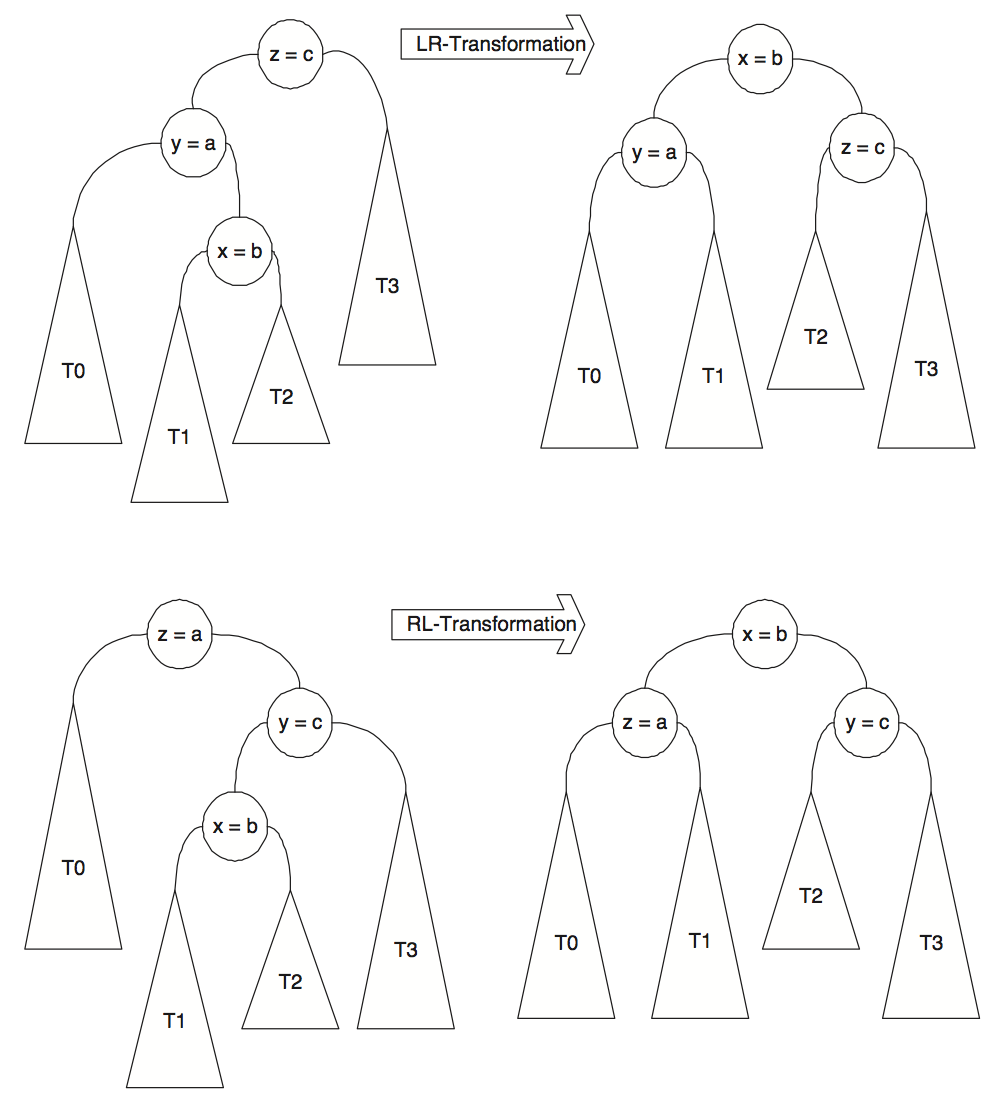 z = c
LR-Transformation
x = b
y = a
y = a
z = c
x = b
T3
T2
T0
T0
T1
T3
T2
T1
z = a
RL-Transformation
x = b
y = c
z = a
y = c
x = b
T0
T2
T3
T0
T1
T3
T2
T1